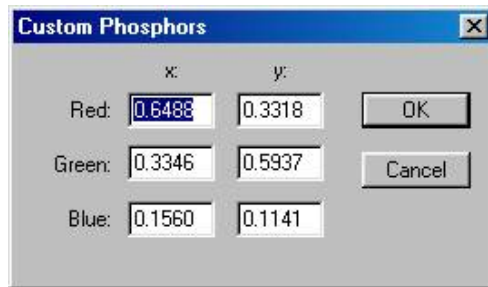 Custom Phosphors
x: y:
Red: 0.6488 0.3318 OK
Green: 0.3346 0.5937 Cancel
Blue: 0.1560 0.1141